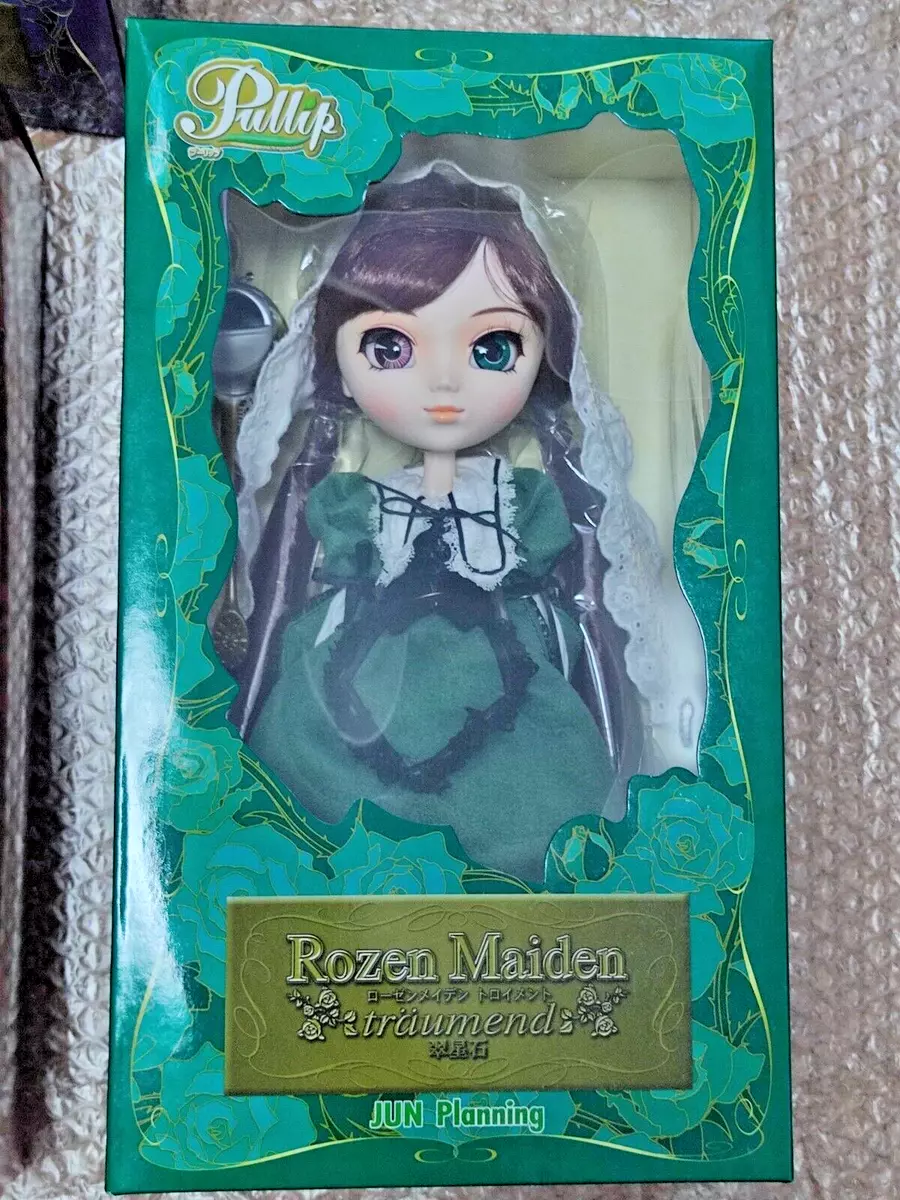 Pullip
プーリップ
Rozen Maiden
ローゼンメイデン トロイメント
träumend
翠星石
JUN Planning